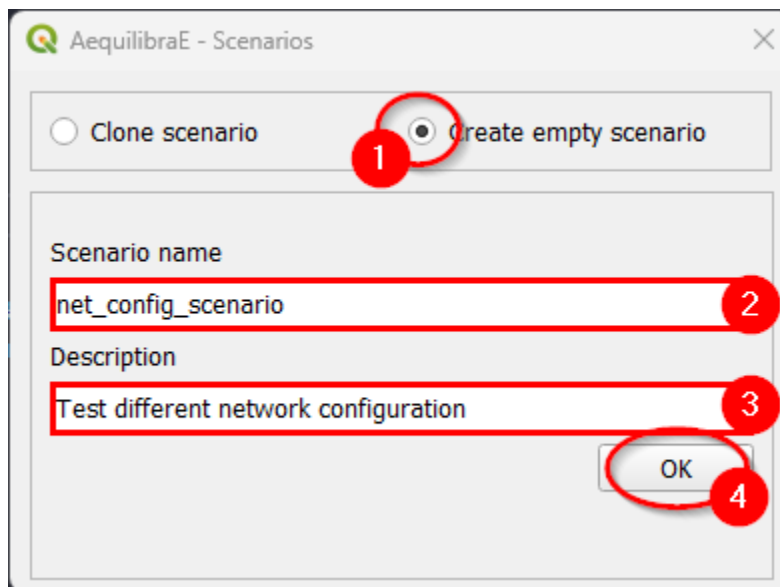 AequilibraE - Scenarios
Clone scenario
Create empty scenario
1
Scenario name
net_config_scenario
2
Description
Test different network configuration
3
OK
4